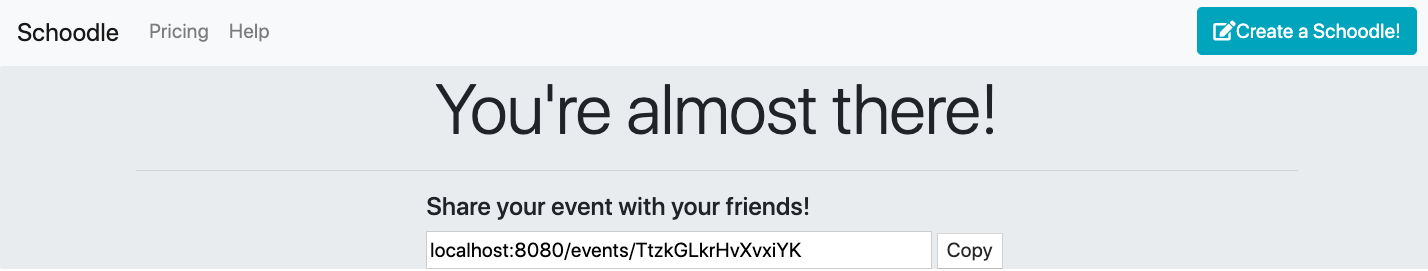 Schoodle Pricing Help Create a Schoodle!
You're almost there!
Share your event with your friends!
localhost:8080/events/TtzkGLkrHvXvxiYK Copy